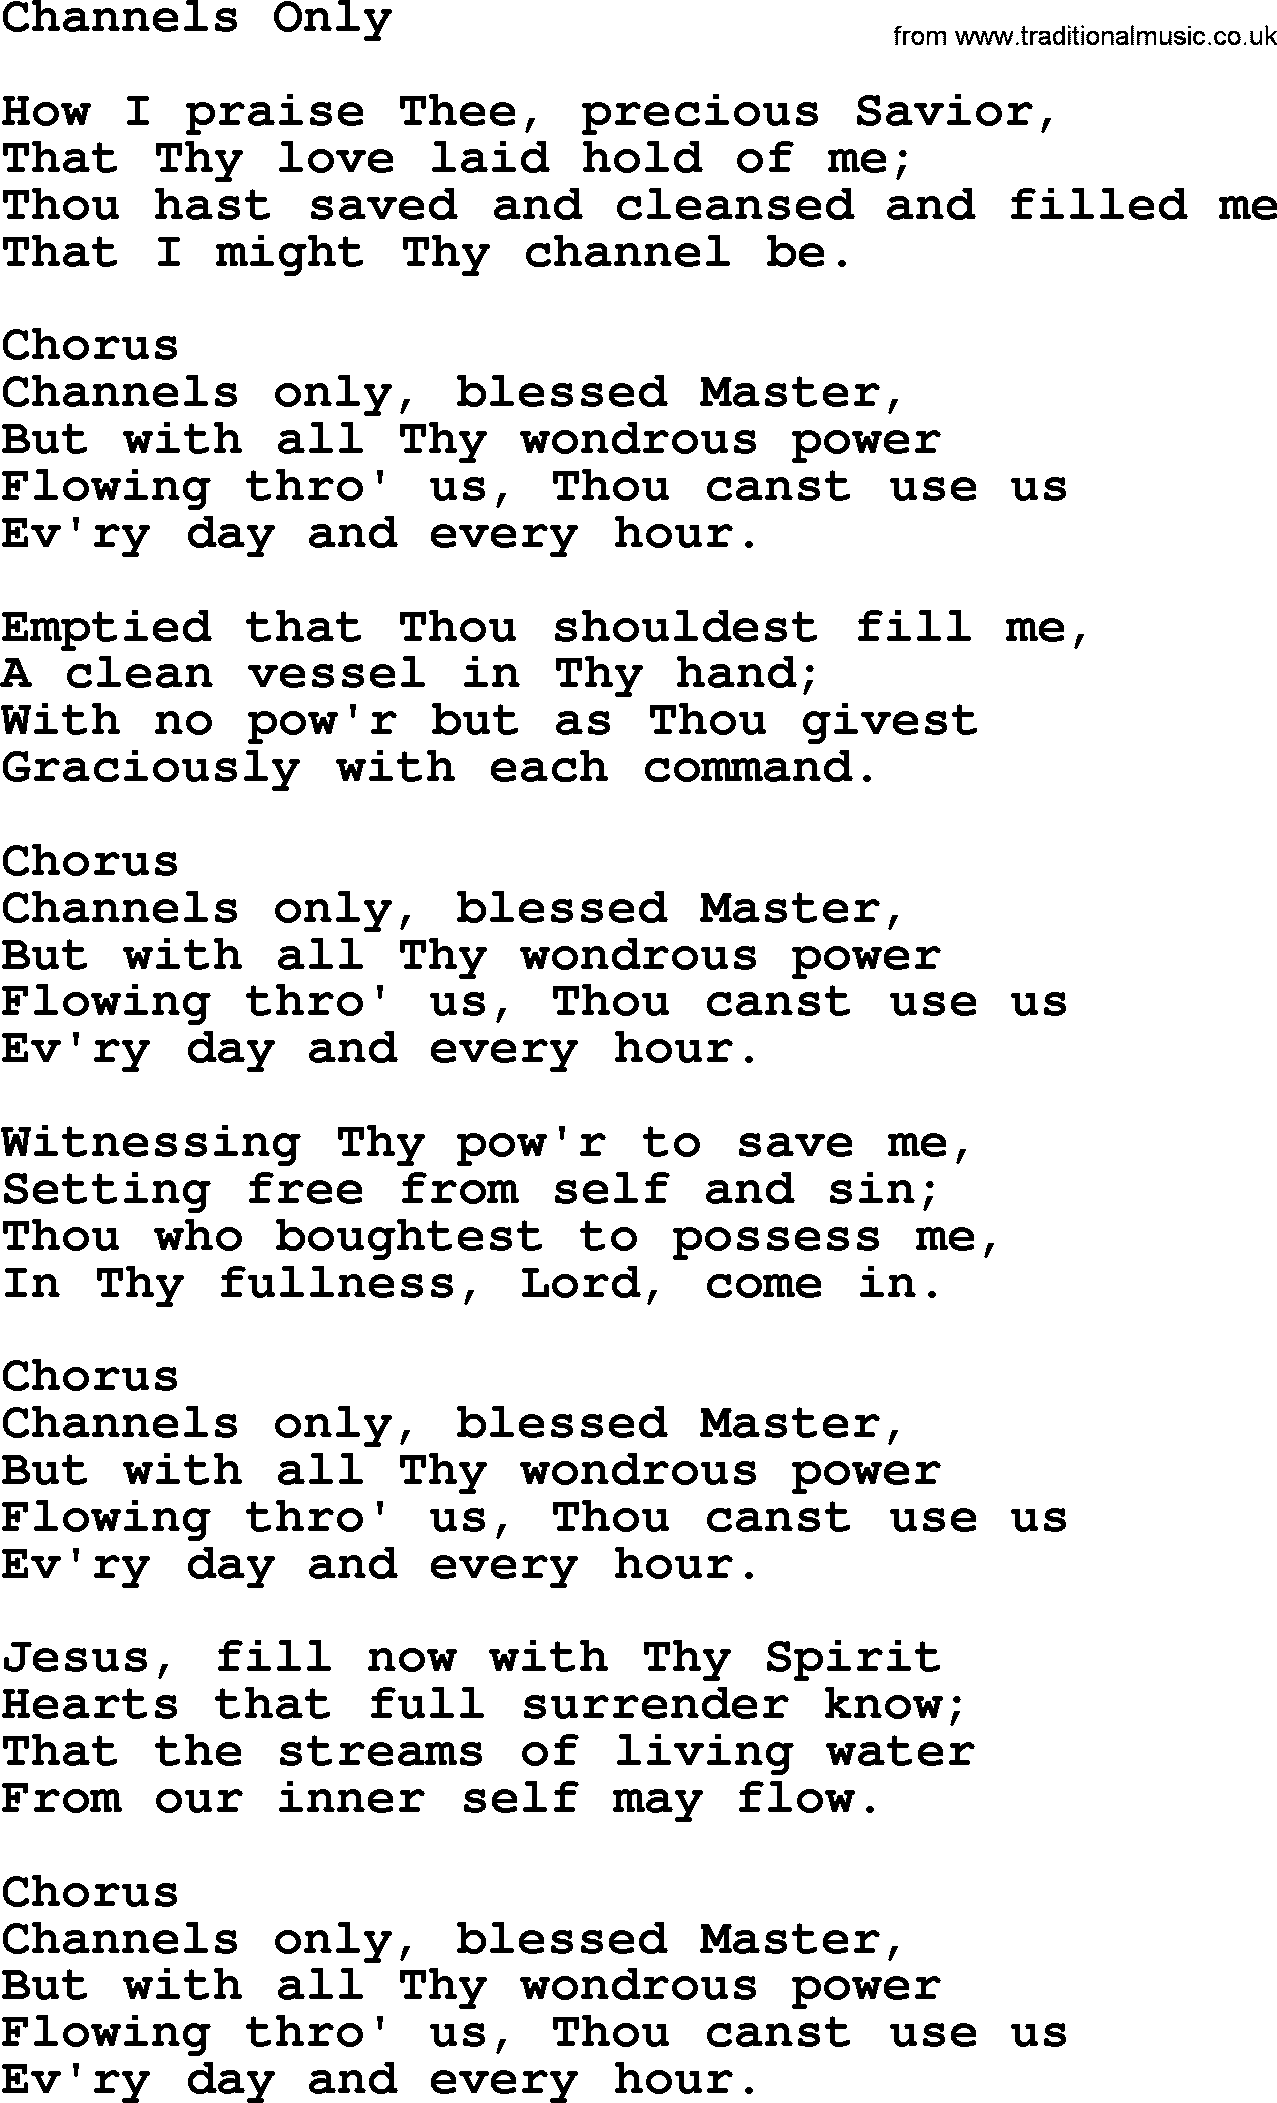 Channels Only
from www.traditionalmusic.co.uk
How I praise Thee, precious Savior,
That Thy love laid hold of me;
Thou hast saved and cleansed and filled me
That I might Thy channel be.
Chorus
Channels only, blessed Master,
But with all Thy wondrous power
Flowing thro' us, Thou canst use us
Ev'ry day and every hour.
Emptied that Thou shouldest fill me,
A clean vessel in Thy hand;
With no pow'r but as Thou givest
Graciously with each command.
Chorus
Channels only, blessed Master,
But with all Thy wondrous power
Flowing thro' us, Thou canst use us
Ev'ry day and every hour.
Witnessing Thy pow'r to save me,
Setting free from self and sin;
Thou who boughtest to possess me,
In Thy fullness, Lord, come in.
Chorus
Channels only, blessed Master,
But with all Thy wondrous power
Flowing thro' us, Thou canst use us
Ev'ry day and every hour.
Jesus, fill now with Thy Spirit
Hearts that full surrender know;
That the streams of living water
From our inner self may flow.
Chorus
Channels only, blessed Master,
But with all Thy wondrous power
Flowing thro' us, Thou canst use us
Ev'ry day and every hour.